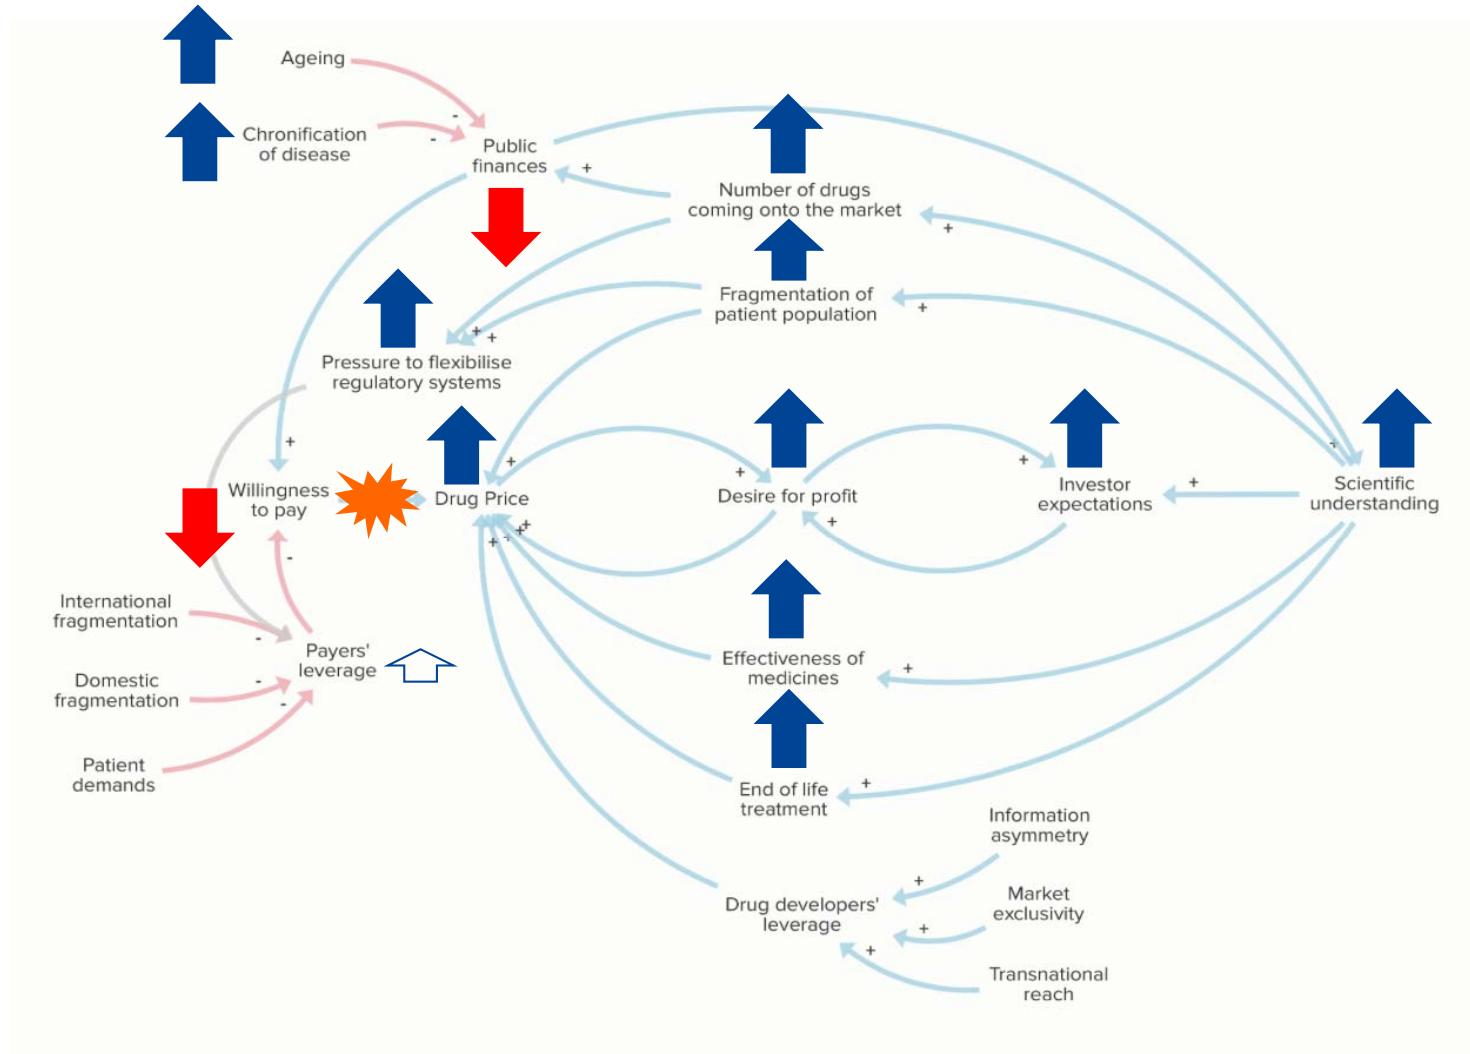 Ageing
Chronification
of disease
-
-
Public
finances
+
Number of drugs
coming onto the market
+
Fragmentation of
patient population
+
+
+
Pressure to flexibilise
regulatory systems
+
+
Willingness
to pay
Drug Price
+
Desire for profit
+
Investor
expectations
+
Scientific
understanding
+
+
+
+
-
International
fragmentation
-
Payers'
leverage
Domestic
fragmentation
-
-
Patient
demands
Effectiveness of
medicines
+
End of life
treatment
+
Information
asymmetry
+
Drug developers'
leverage
Market
exclusivity
+
+
Transnational
reach